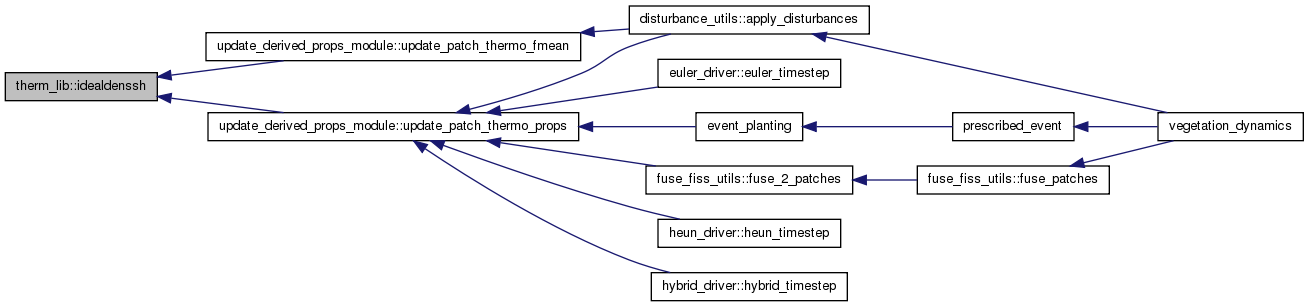 disturbance_utils::apply_disturbances
update_derived_props_module::update_patch_thermo_fmean
euler_driver::euler_timestep
therm_lib::idealdenssh
update_derived_props_module::update_patch_thermo_props
event_planting
prescribed_event
vegetation_dynamics
fuse_fiss_utils::fuse_2_patches
fuse_fiss_utils::fuse_patches
heun_driver::heun_timestep
hybrid_driver::hybrid_timestep